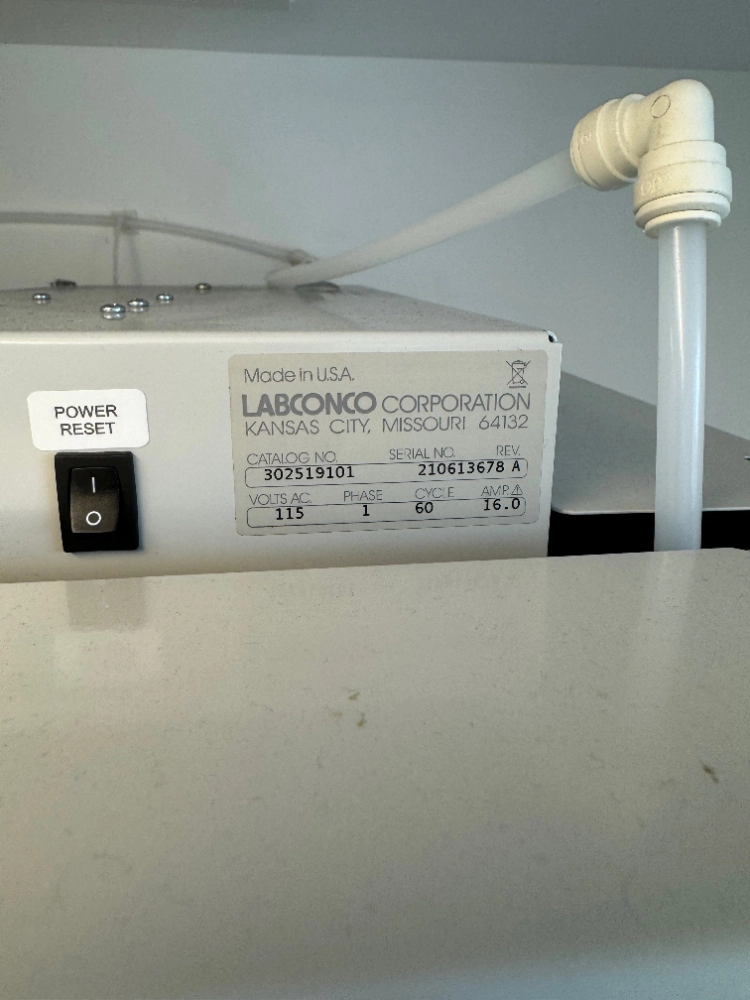 POWER
RESET
Made in U.S.A.
LABCONCO CORPORATION
KANSAS CITY, MISSOURI 64132
CATALOG NO. SERIAL NO. REV.
302519101 210613678 A
VOLTS AC PHASE CYCLE AMP.
115 1 60 16.0